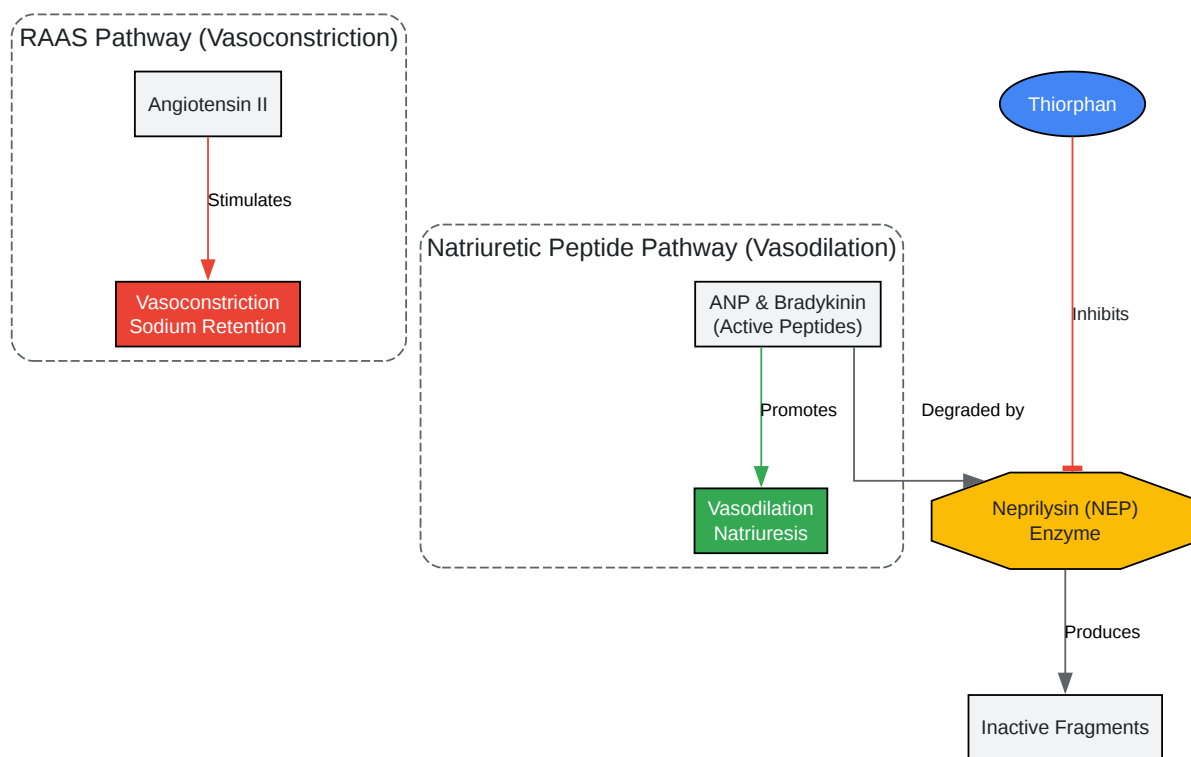 RAAS Pathway (Vasoconstriction)
Angiotensin II
Thiorphan
Stimulates
Natriuretic Peptide Pathway (Vasodilation)
Vasoconstriction
Sodium Retention
ANP & Bradykinin
(Active Peptides)
Inhibits
Promotes
Degraded by
Vasodilation
Natriuresis
Neprilysin (NEP)
Enzyme
Produces
Inactive Fragments